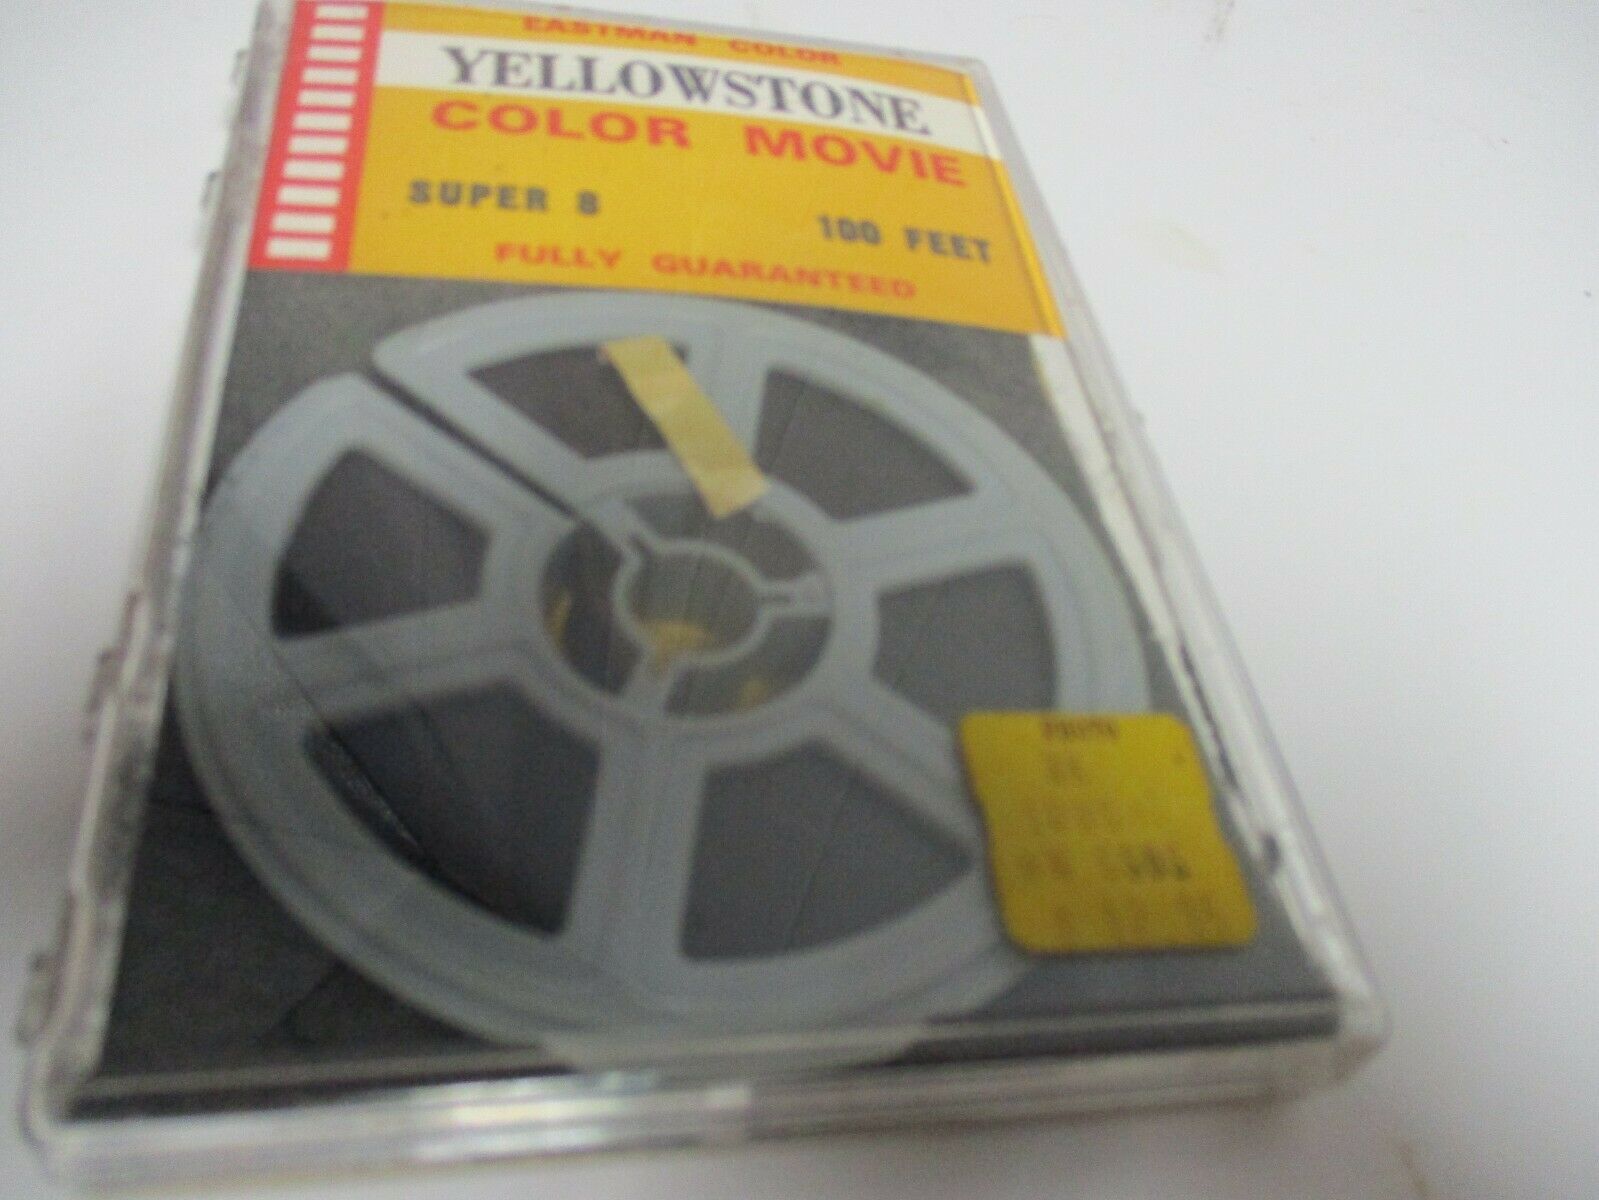 EASTMAN COLOR
YELLOWSTONE
COLOR MOVIE
SUPER 8
100 FEET
FULLY GUARANTEED